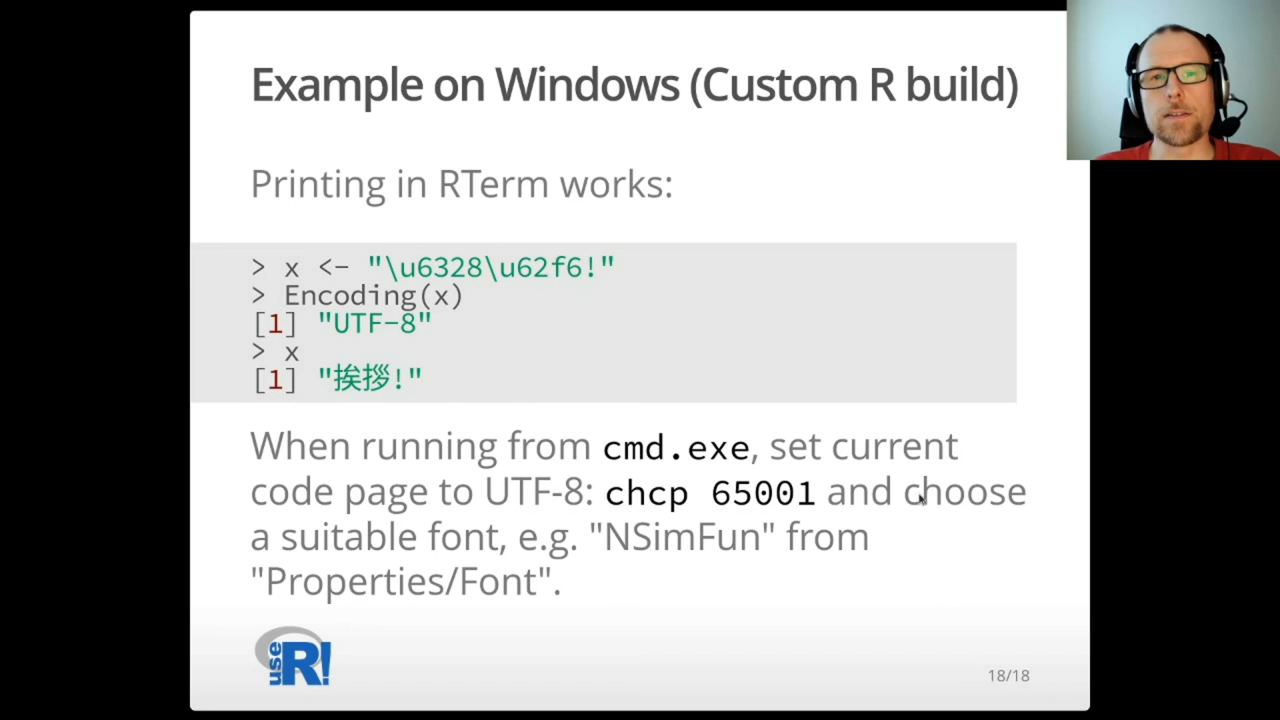 Example on Windows (Custom R build)
Printing in RTerm works:
> x <- "\u6328\u62f6!"
> Encoding(x)
[1] "UTF-8"
> x
[1] "挨拶!"
When running from cmd.exe, set current
code page to UTF-8: chcp 65001 and choose
a suitable font, e.g. "NSimFun" from
"Properties/Font".
use R!
18/18